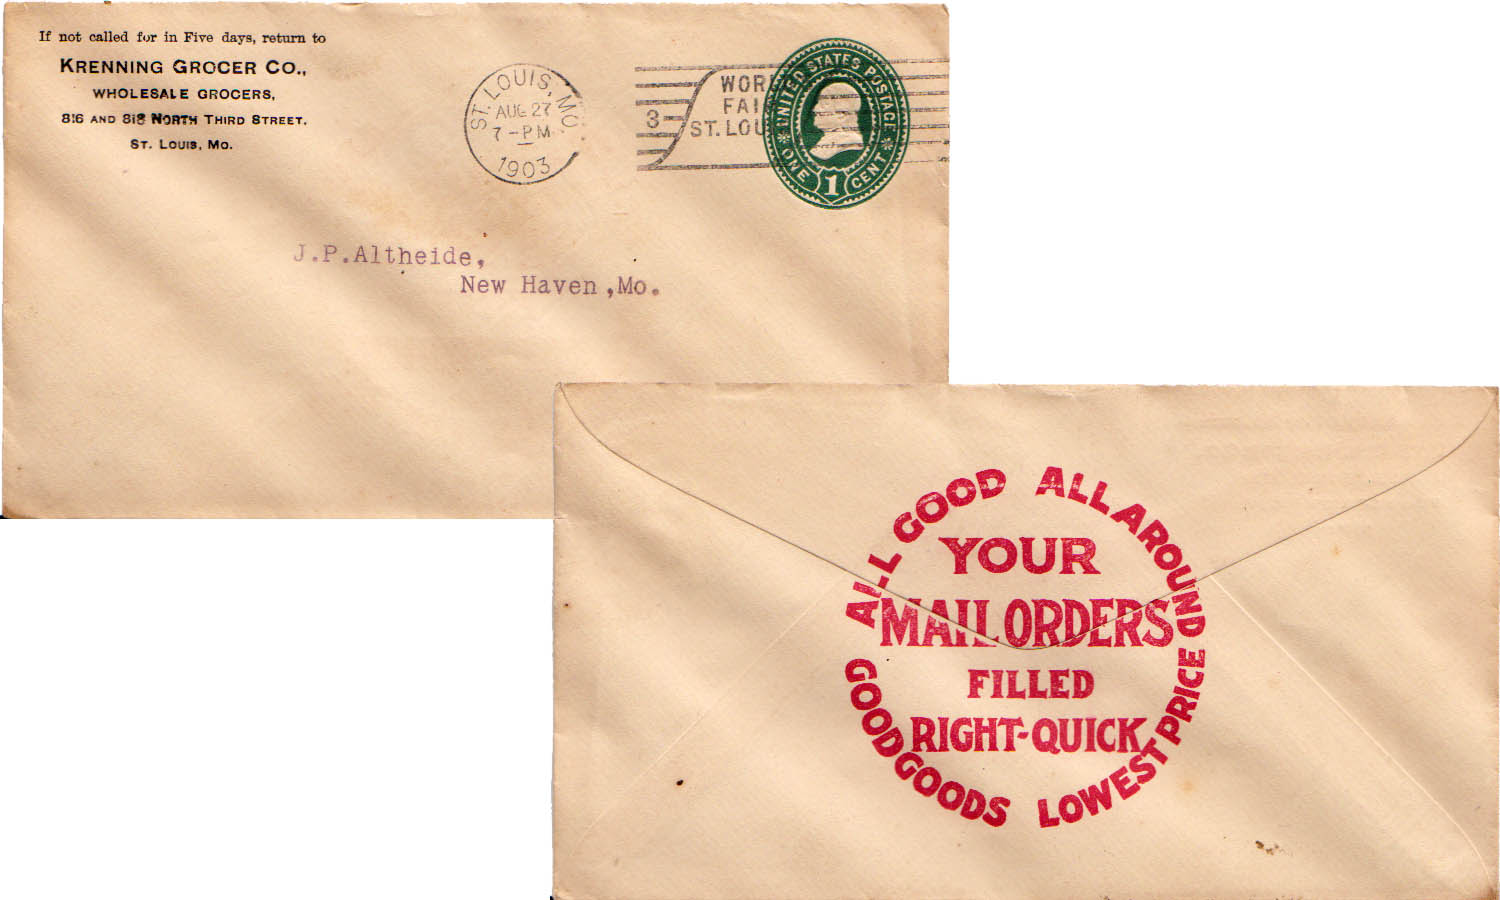 If not called for in Five days, return to
KRENNING GROCER CO.,
WHOLESALE GROCERS,
816 AND 818 NORTH THIRD STREET.
ST. LOUIS, MO.
ST. LOUIS, MO
AUG 27
7-PM
1903
3
WOR
FAI
ST. LOU
UNITED STATES POSTAGE
ONE 1 CENT
J.P.Altheide,
New Haven ,Mo.
ALL GOOD ALL AROUND
YOUR
MAIL ORDERS
FILLED
RIGHT-QUICK
GOOD GOODS LOWEST PRICE